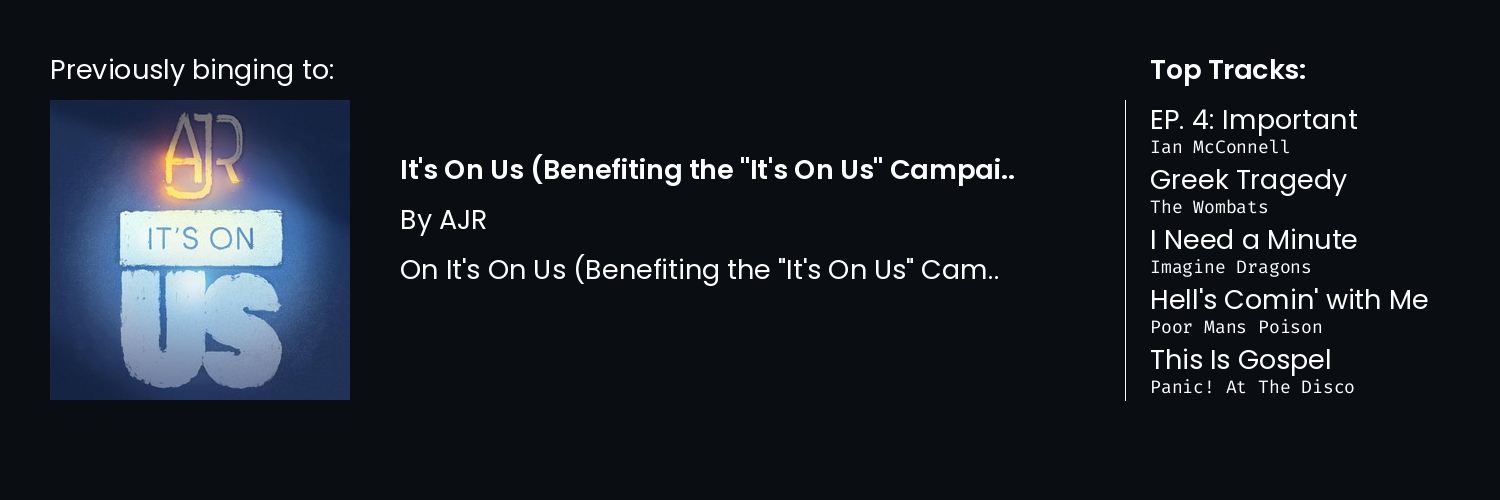 Previously binging to:
AJR
IT'S ON
US
It's On Us (Benefiting the "It's On Us" Campai..
By AJR
On It's On Us (Benefiting the "It's On Us" Cam..
Top Tracks:
EP. 4: Important
Ian McConnell
Greek Tragedy
The Wombats
I Need a Minute
Imagine Dragons
Hell's Comin' with Me
Poor Mans Poison
This Is Gospel
Panic! At The Disco